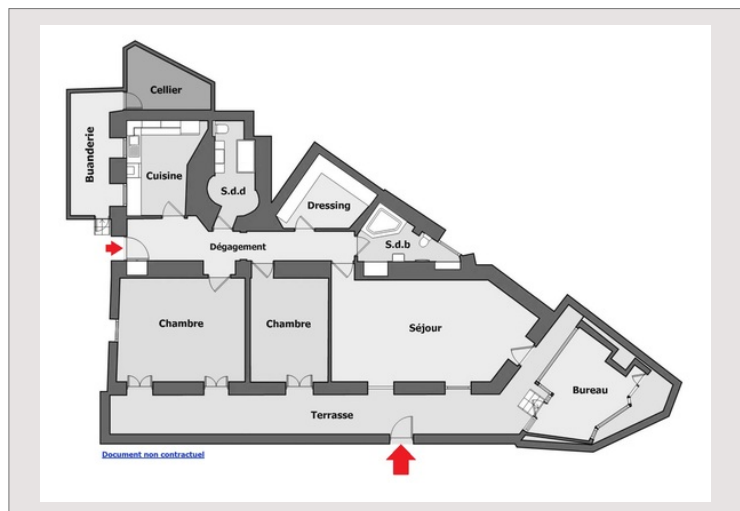 Cellier
Buanderie
Cuisine
S.d.d
Dressing
Dégagement
S.d.b
Chambre
Chambre
Séjour
Bureau
Terrasse
Document non contractuel